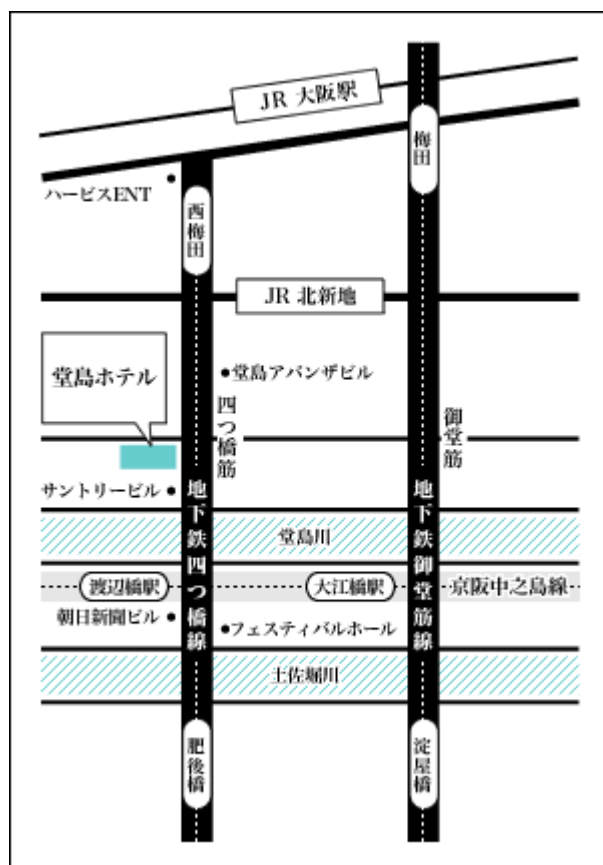 JR 大阪駅
梅田
ハービスENT
西梅田
JR 北新地
堂島ホテル
堂島アバンザビル
四つ橋筋
御堂筋
サントリービル
地下鉄四つ橋線
地下鉄御堂筋線
堂島川
渡辺橋駅
大江橋駅
京阪中之島線
朝日新聞ビル
フェスティバルホール
土佐堀川
肥後橋
淀屋橋